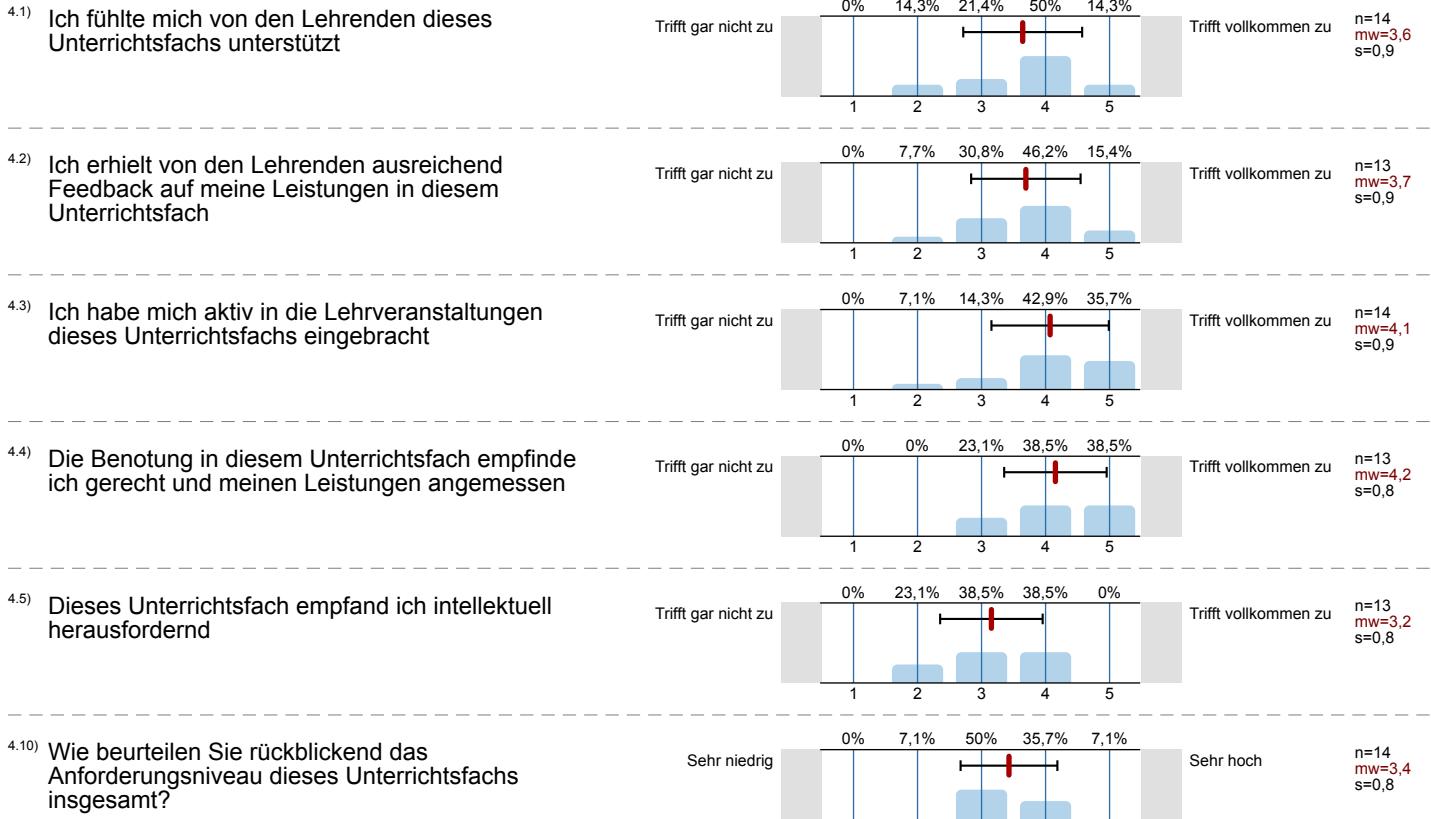 4.1) Ich fühlte mich von den Lehrenden dieses
Unterrichtsfachs unterstützt
Trifft gar nicht zu
0% 14,3% 21,4% 50% 14,3%
1 2 3 4 5
Trifft vollkommen zu
n=14
mw=3,6
s=0,9
4.2) Ich erhielt von den Lehrenden ausreichend
Feedback auf meine Leistungen in diesem
Unterrichtsfach
Trifft gar nicht zu
0% 7,7% 30,8% 46,2% 15,4%
1 2 3 4 5
Trifft vollkommen zu
n=13
mw=3,7
s=0,9
4.3) Ich habe mich aktiv in die Lehrveranstaltungen
dieses Unterrichtsfachs eingebracht
Trifft gar nicht zu
0% 7,1% 14,3% 42,9% 35,7%
1 2 3 4 5
Trifft vollkommen zu
n=14
mw=4,1
s=0,9
4.4) Die Benotung in diesem Unterrichtsfach empfinde
ich gerecht und meinen Leistungen angemessen
Trifft gar nicht zu
0% 0% 23,1% 38,5% 38,5%
1 2 3 4 5
Trifft vollkommen zu
n=13
mw=4,2
s=0,8
4.5) Dieses Unterrichtsfach empfand ich intellektuell
herausfordernd
Trifft gar nicht zu
0% 23,1% 38,5% 38,5% 0%
1 2 3 4 5
Trifft vollkommen zu
n=13
mw=3,2
s=0,8
4.10) Wie beurteilen Sie rückblickend das
Anforderungsniveau dieses Unterrichtsfachs
insgesamt?
Sehr niedrig
0% 7,1% 50% 35,7% 7,1%
Sehr hoch
n=14
mw=3,4
s=0,8